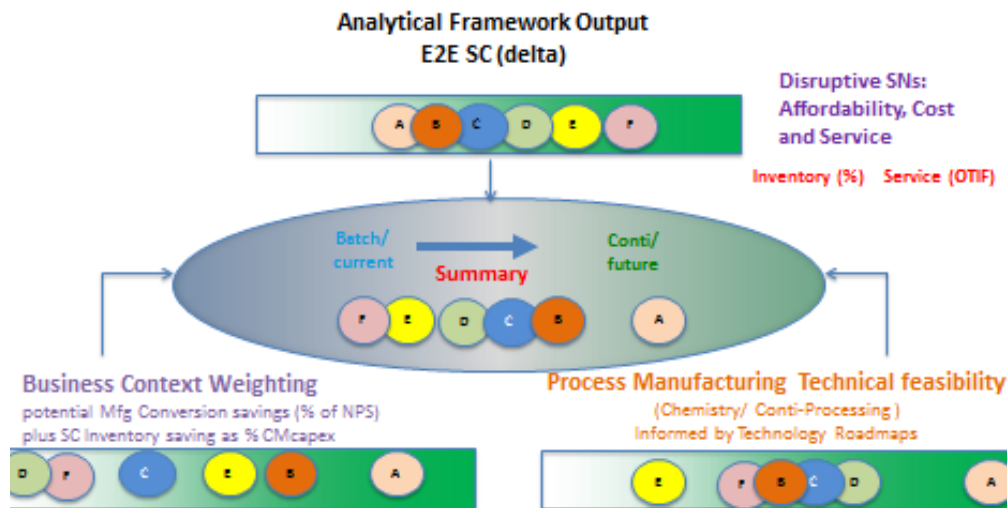 Analytical Framework Output
E2E SC (delta)
Disruptive SNs:
Affordability, Cost
and Service
A B C D E F
Inventory (%) Service (OTIF)
Batch/
current
Conti/
future
Summary
F E D C B A
Business Context Weighting
potential Mfg Conversion savings (% of NPS)
plus SC Inventory saving as % CMcapex
D F C E B A
Process Manufacturing Technical feasibility
(Chemistry/ Conti-Processing )
Informed by Technology Roadmaps
E F B C D A